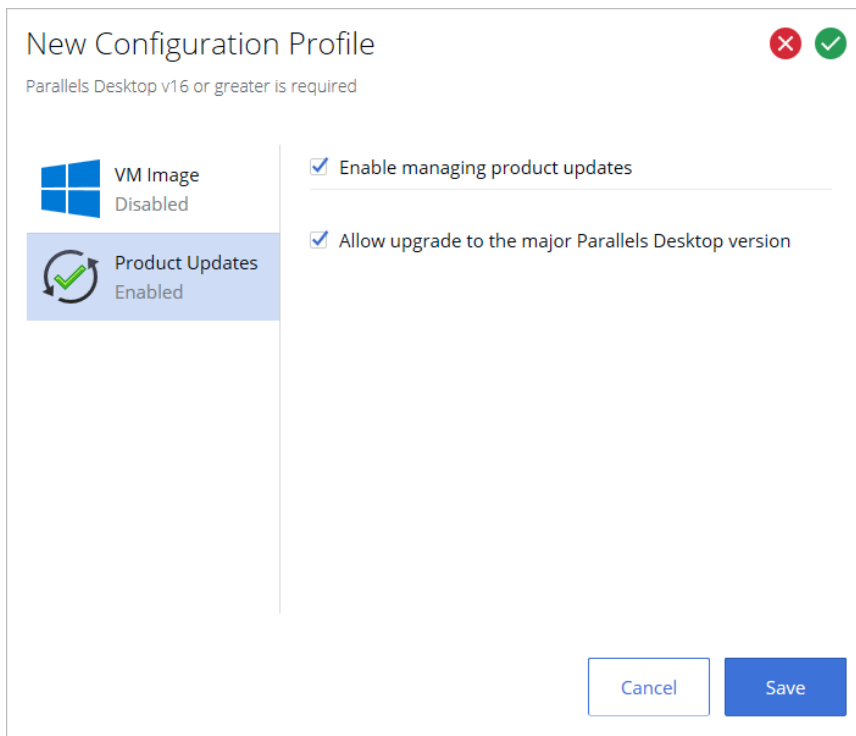 New Configuration Profile
Parallels Desktop v16 or greater is required
VM Image
Disabled
Product Updates
Enabled
Enable managing product updates
Allow upgrade to the major Parallels Desktop version
Cancel
Save